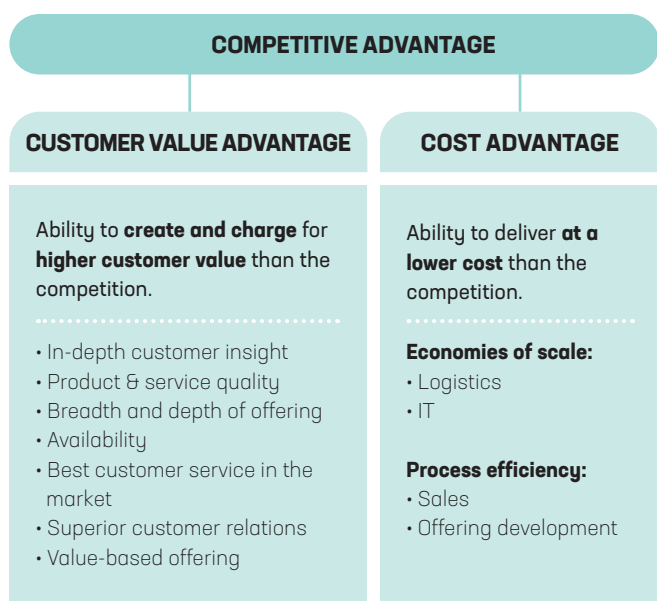 COMPETITIVE ADVANTAGE
CUSTOMER VALUE ADVANTAGE
Ability to create and charge for
higher customer value than the
competition.
• In-depth customer insight
• Product & service quality
• Breadth and depth of offering
• Availability
• Best customer service in the
market
• Superior customer relations
• Value-based offering
COST ADVANTAGE
Ability to deliver at a
lower cost than the
competition.
Economies of scale:
• Logistics
• IT
Process efficiency:
• Sales
• Offering development